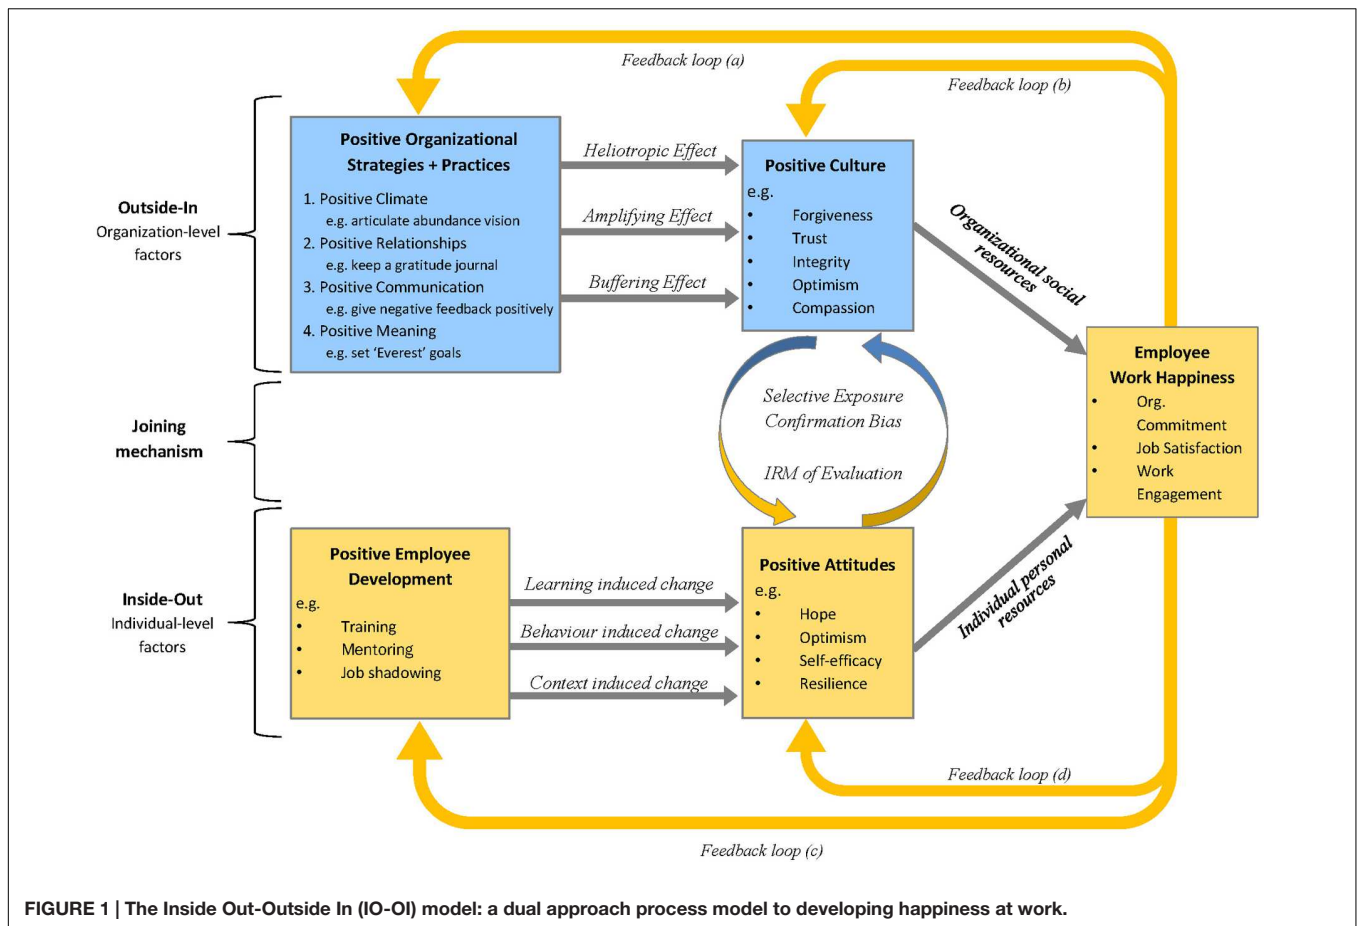 Feedback loop (a)
Feedback loop (b)
Outside-In
Organization-level
factors
Positive Organizational
Strategies + Practices
1. Positive Climate
e.g. articulate abundance vision
2. Positive Relationships
e.g. keep a gratitude journal
3. Positive Communication
e.g. give negative feedback positively
4. Positive Meaning
e.g. set ‘Everest’ goals
Heliotropic Effect
Amplifying Effect
Buffering Effect
Positive Culture
e.g.
• Forgiveness
• Trust
• Integrity
• Optimism
• Compassion
Organizational social
resources
Joining
mechanism
Selective Exposure
Confirmation Bias
IRM of Evaluation
Employee
Work Happiness
• Org.
Commitment
• Job Satisfaction
• Work
Engagement
Inside-Out
Individual-level
factors
Positive Employee
Development
e.g.
• Training
• Mentoring
• Job shadowing
Learning induced change
Behaviour induced change
Context induced change
Positive Attitudes
e.g.
• Hope
• Optimism
• Self-efficacy
• Resilience
Individual personal
resources
Feedback loop (d)
Feedback loop (c)
FIGURE 1 | The Inside Out-Outside In (IO-OI) model: a dual approach process model to developing happiness at work.